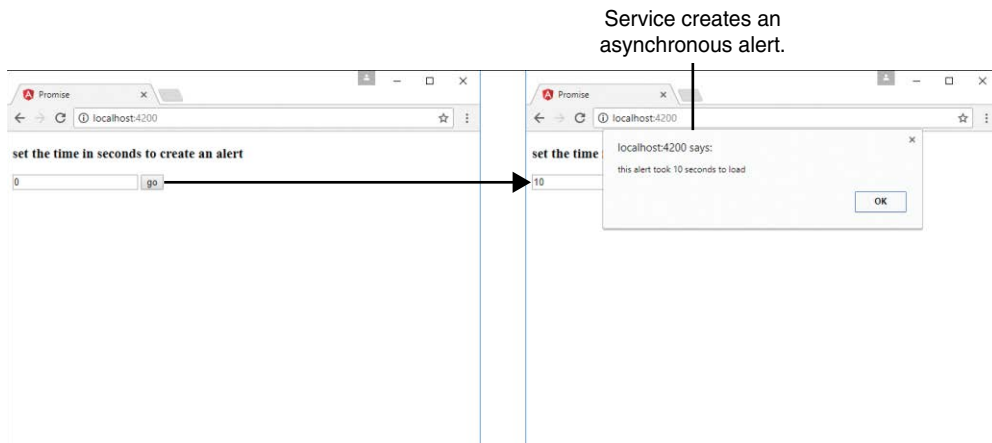 Service creates an
asynchronous alert.
Promise
localhost:4200
set the time in seconds to create an alert
0
go
Promise
localhost:4200
set the time
10
localhost:4200 says:
this alert took 10 seconds to load
OK